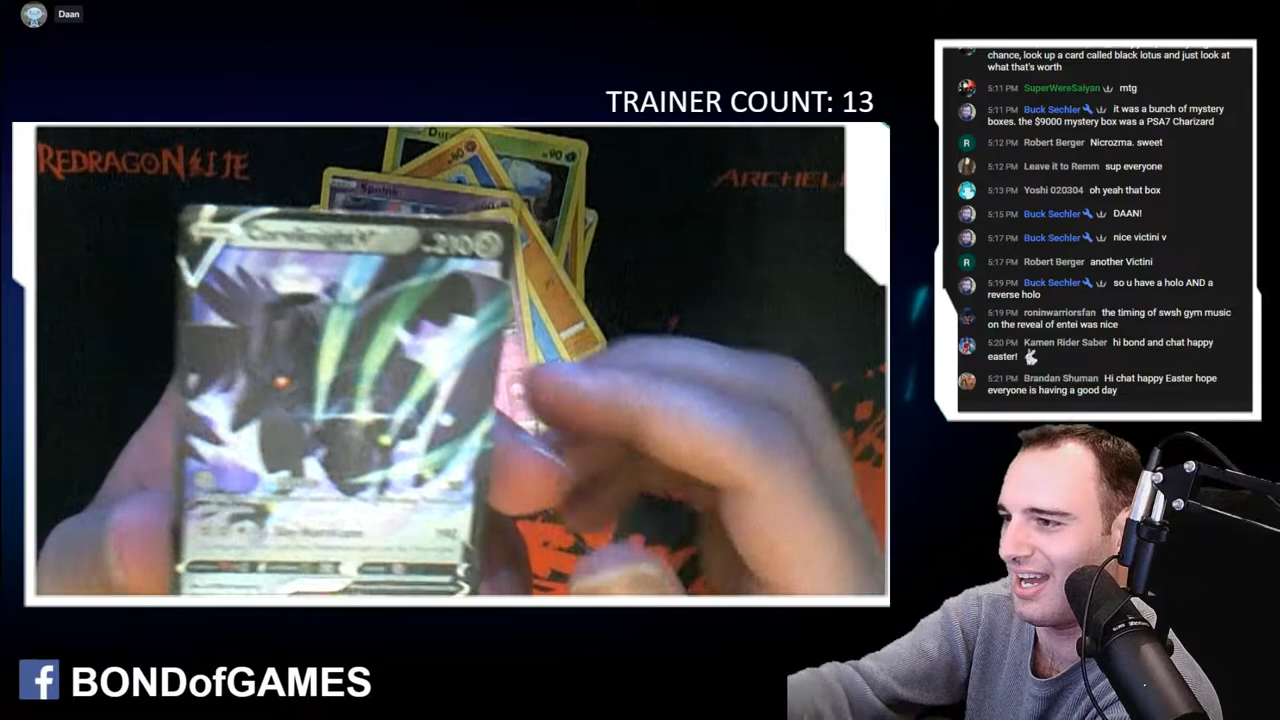 Daan
TRAINER COUNT: 13
REDRAGON
ARCHEL
Spoink
90
80
Corviknight V
210
chance, look up a card called black lotus and just look at
what that's worth
5:11 PM SuperWereSaiyan mtg
5:11 PM Buck Sechler it was a bunch of mystery
boxes. the $9000 mystery box was a PSA7 Charizard
5:12 PM Robert Berger Nicrozma. sweet
5:12 PM Leave it to Remm sup everyone
5:13 PM Yoshi 020304 oh yeah that box
5:15 PM Buck Sechler DAAN!
5:17 PM Buck Sechler nice victini v
5:17 PM Robert Berger another Victini
5:19 PM Buck Sechler so u have a holo AND a
reverse holo
5:19 PM roninwarriorsfan the timing of swsh gym music
on the reveal of entei was nice
5:20 PM Kamen Rider Saber hi bond and chat happy
easter!
5:21 PM Brandan Shuman Hi chat happy Easter hope
everyone is having a good day
BONDofGAMES